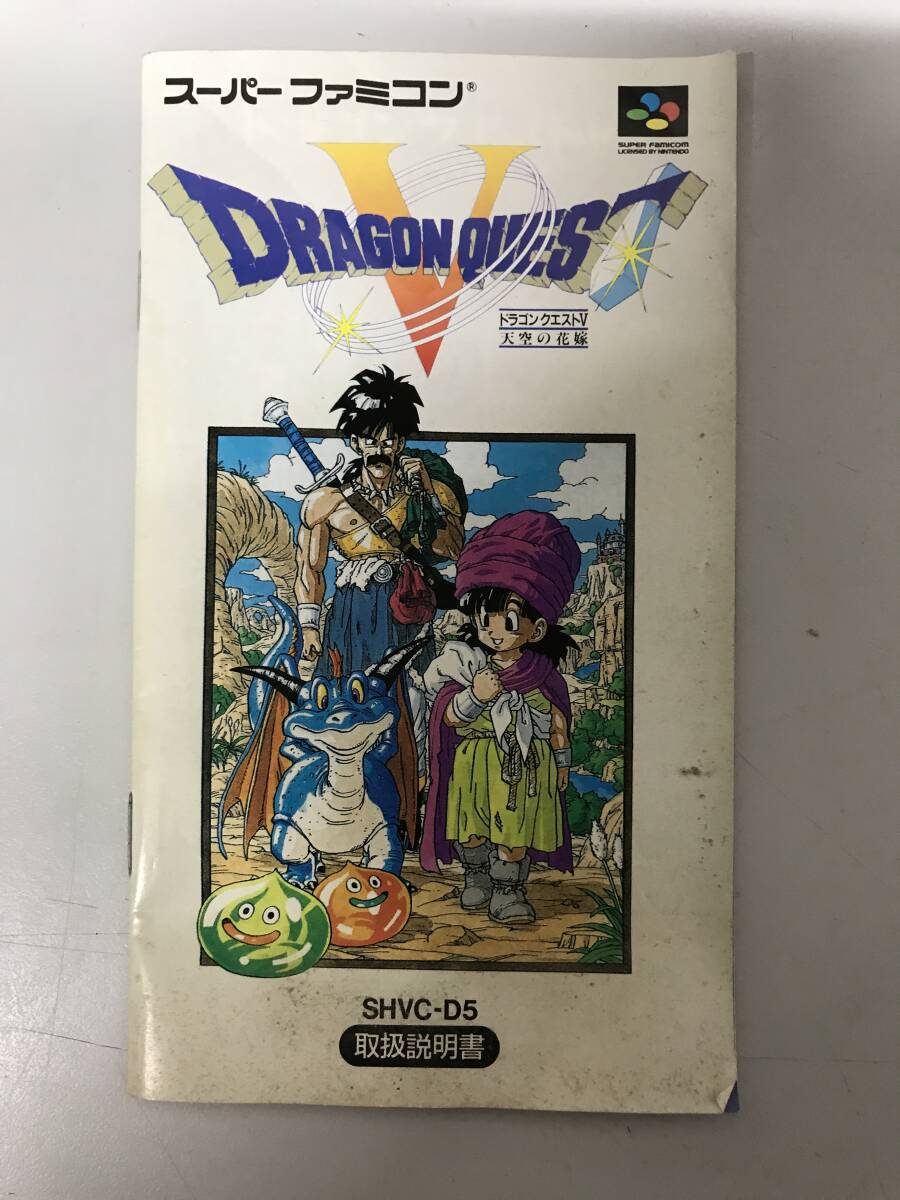 スーパーファミコン®
SUPER FAMICOM
LICENSED BY NINTENDO
DRAGON QUEST
V
ドラゴンクエストV
天空の花嫁
SHVC-D5
取扱説明書